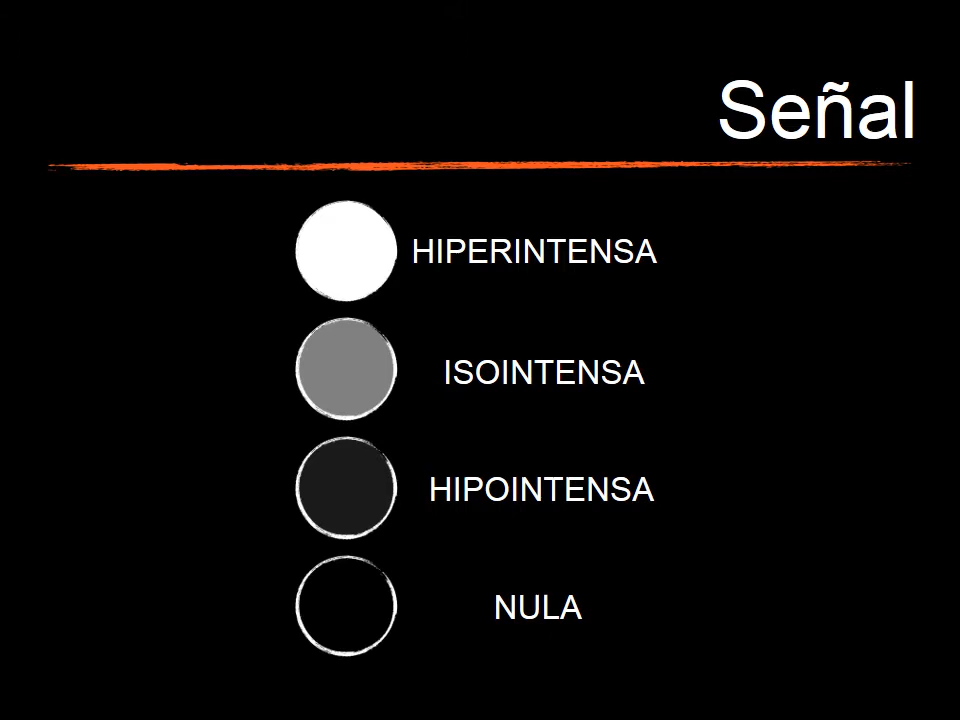 Señal
HIPERINTENSA
ISOINTENSA
HIPOINTENSA
NULA